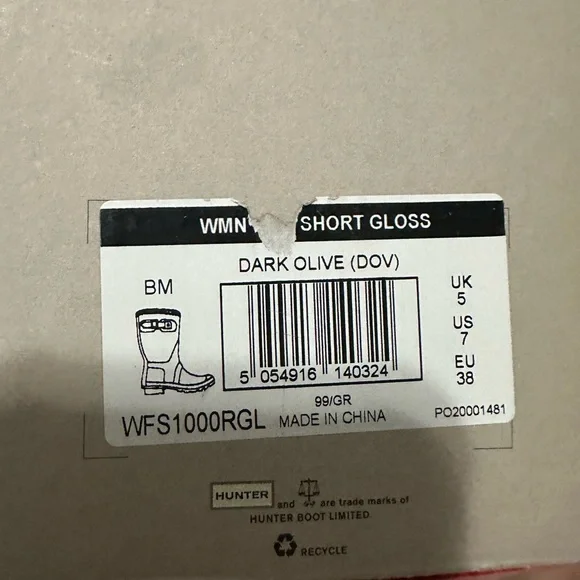 WMN SHORT GLOSS
DARK OLIVE (DOV)
BM
UK
5
US
7
EU
38
5 054916 140324
99/GR
WFS1000RGL MADE IN CHINA
PO20001481
HUNTER and are trade marks of
HUNTER BOOT LIMITED.
RECYCLE